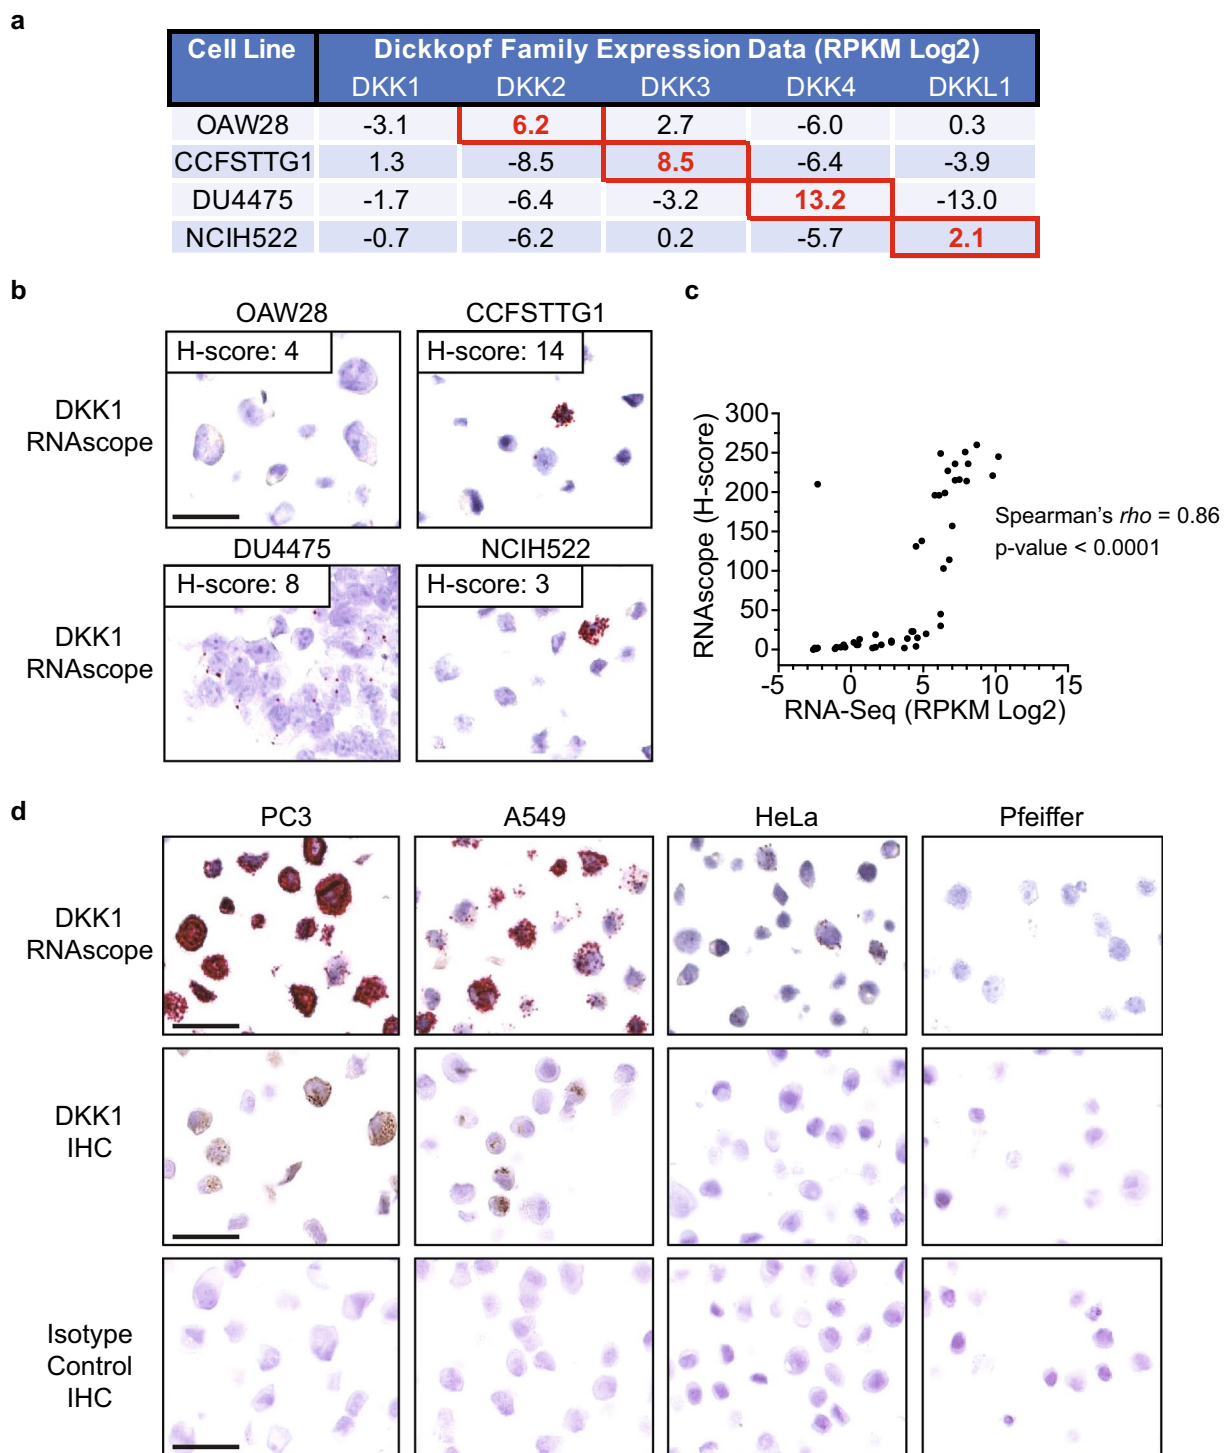 a
Cell Line Dickkopf Family Expression Data (RPKM Log2)
DKK1 DKK2 DKK3 DKK4 DKKL1
OAW28 -3.1 6.2 2.7 -6.0 0.3
CCFSTTG1 1.3 -8.5 8.5 -6.4 -3.9
DU4475 -1.7 -6.4 -3.2 13.2 -13.0
NCIH522 -0.7 -6.2 0.2 -5.7 2.1
b
OAW28 CCFSTTG1
H-score: 4 H-score: 14
DKK1
RNAscope
DU4475 NCIH522
H-score: 8 H-score: 3
DKK1
RNAscope
c
RNAscope (H-score)
300
250
200
150
100
50
0
-5 0 5 10 15
RNA-Seq (RPKM Log2)
Spearman's rho = 0.86
p-value < 0.0001
d
PC3 A549 HeLa Pfeiffer
DKK1
RNAscope
DKK1
IHC
Isotype
Control
IHC